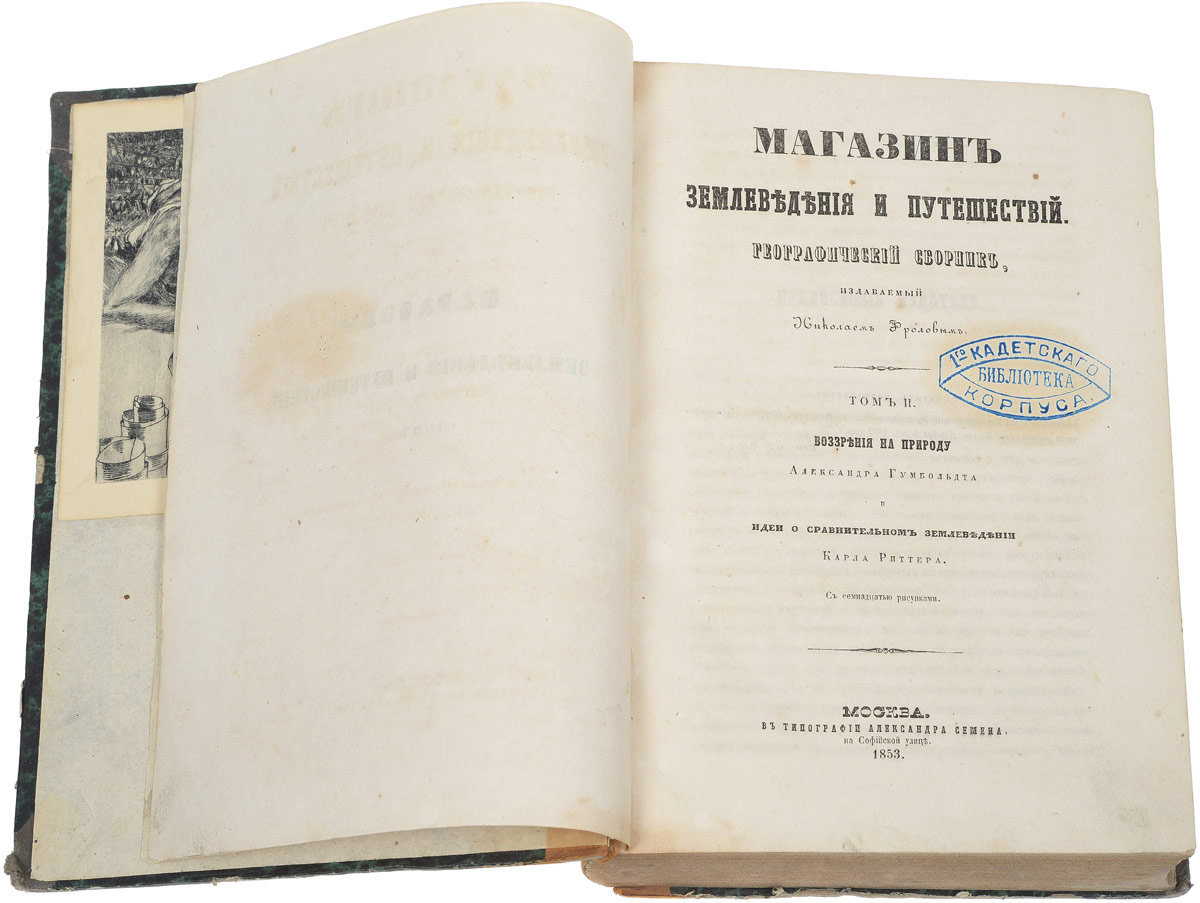 МАГАЗИНЪ
ЗЕМЛЕВѢДѢНІЯ И ПУТЕШЕСТВІЙ.
ГЕОГРАФИЧЕСКІЙ СБОРНИКЪ,
ИЗДАВАЕМЫЙ
Николаемъ Фроловымъ.
1го КАДЕТСКАГО
БИБЛІОТЕКА
КОРПУСА.
ТОМЪ II.
ВОЗЗРѢНІЯ НА ПРИРОДУ
АЛЕКСАНДРА ГУМБОЛЬДТА
И
ИДЕИ О СРАВНИТЕЛЬНОМЪ ЗЕМЛЕВѢДѢНІИ
КАРЛА РИТТЕРА.
Съ семнадцатью рисунками.
МОСКВА.
ВЪ ТИПОГРАФІИ АЛЕКСАНДРА СЕМЕНА,
на Софійской улицѣ.
1853.